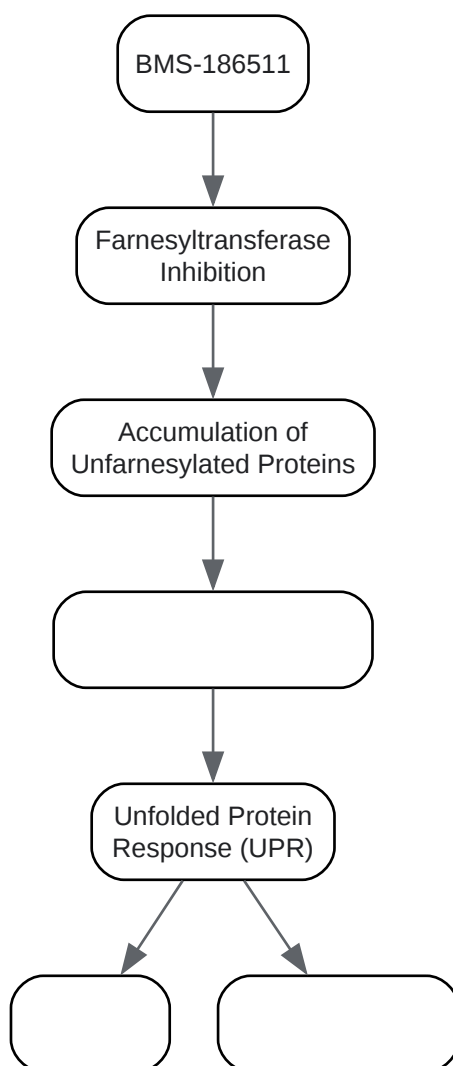 BMS-186511
Farnesyltransferase
Inhibition
Accumulation of
Unfarnesylated Proteins
Unfolded Protein
Response (UPR)